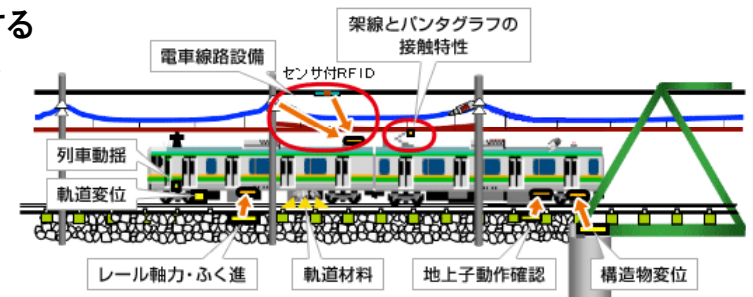 する
架線とパンタグラフの
接触特性
電車線路設備
センサ付RFID
列車動揺
軌道変位
レール軸力・ふく進
軌道材料
地上子動作確認
構造物変位